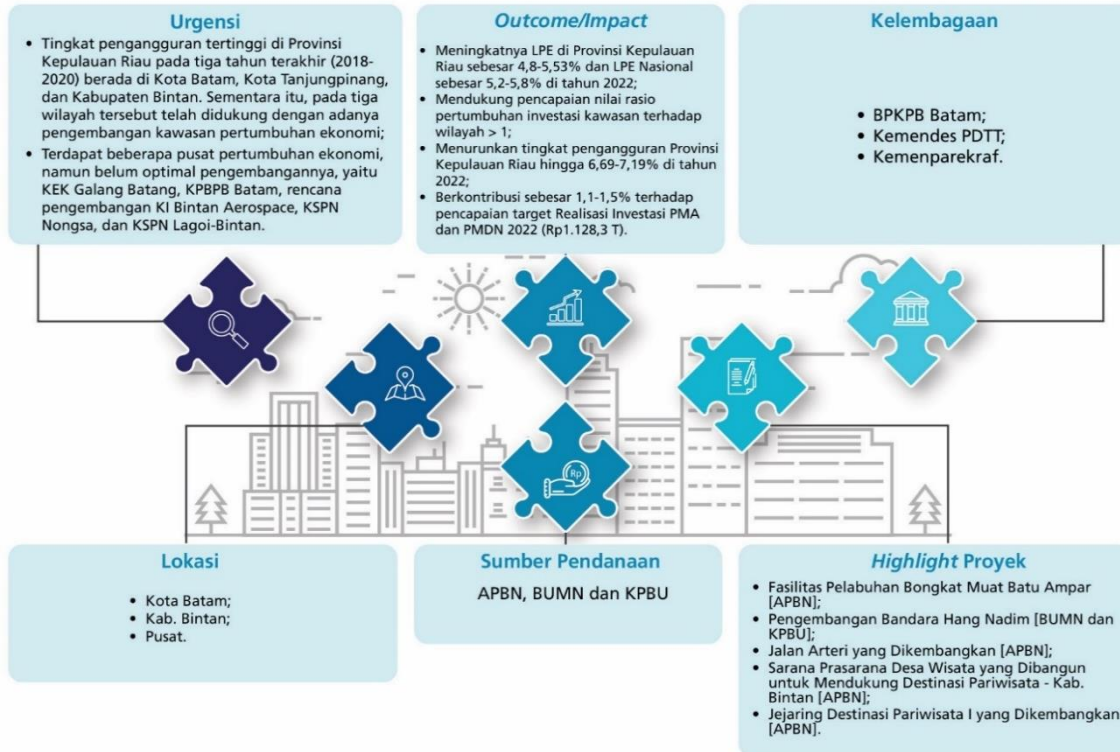 Urgensi
• Tingkat pengangguran tertinggi di Provinsi
Kepulauan Riau pada tiga tahun terakhir (2018-
2020) berada di Kota Batam, Kota Tanjungpinang,
dan Kabupaten Bintan. Sementara itu, pada tiga
wilayah tersebut telah didukung dengan adanya
pengembangan kawasan pertumbuhan ekonomi;
• Terdapat beberapa pusat pertumbuhan ekonomi,
namun belum optimal pengembangannya, yaitu
KEK Galang Batang, KPBPB Batam, rencana
pengembangan KI Bintan Aerospace, KSPN
Nongsa, dan KSPN Lagoi-Bintan.
Outcome/Impact
• Meningkatnya LPE di Provinsi Kepulauan
Riau sebesar 4,8-5,53% dan LPE Nasional
sebesar 5,2-5,8% di tahun 2022;
• Mendukung pencapaian nilai rasio
pertumbuhan investasi kawasan terhadap
wilayah > 1;
• Menurunkan tingkat pengangguran Provinsi
Kepulauan Riau hingga 6,69-7,19% di tahun
2022;
• Berkontribusi sebesar 1,1-1,5% terhadap
pencapaian target Realisasi Investasi PMA
dan PMDN 2022 (Rp1.128,3 T).
Kelembagaan
• BPKPB Batam;
• Kemendes PDTT;
• Kemenparekraf.
Rp
Lokasi
• Kota Batam;
• Kab. Bintan;
• Pusat.
Sumber Pendanaan
APBN, BUMN dan KPBU
Highlight Proyek
• Fasilitas Pelabuhan Bongkat Muat Batu Ampar
[APBN];
• Pengembangan Bandara Hang Nadim [BUMN dan
KPBU];
• Jalan Arteri yang Dikembangkan [APBN];
• Sarana Prasarana Desa Wisata yang Dibangun
untuk Mendukung Destinasi Pariwisata - Kab.
Bintan [APBN];
• Jejaring Destinasi Pariwisata I yang Dikembangkan
[APBN].